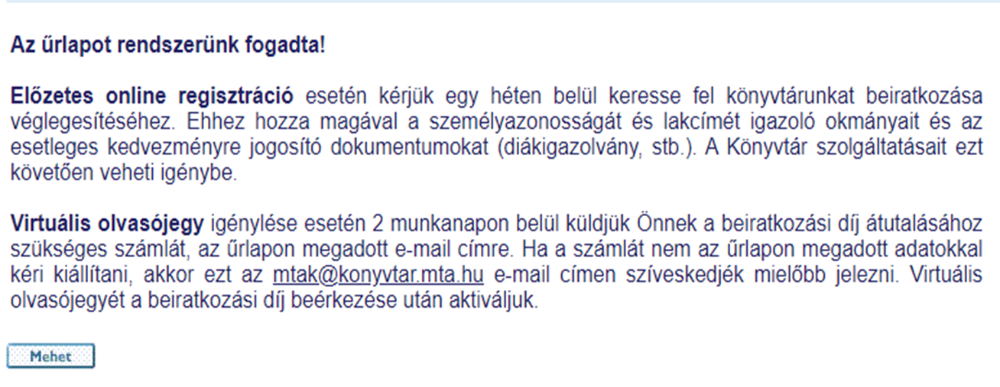 Az űrlapot rendszerünk fogadta!
Előzetes online regisztráció esetén kérjük egy héten belül keresse fel könyvtárunkat beiratkozása
véglegesítéséhez. Ehhez hozza magával a személyazonosságát és lakcímét igazoló okmányait és az
esetleges kedvezményre jogosító dokumentumokat (diákigazolvány, stb.). A Könyvtár szolgáltatásait ezt
követően veheti igénybe.
Virtuális olvasójegy igénylése esetén 2 munkanapon belül küldjük Önnek a beiratkozási díj átutalásához
szükséges számlát, az űrlapon megadott e-mail címre. Ha a számlát nem az űrlapon megadott adatokkal
kéri kiállítani, akkor ezt az mtak@konyvtar.mta.hu e-mail címen szíveskedjék mielőbb jelezni. Virtuális
olvasójegyét a beiratkozási díj beérkezése után aktiváljuk.
Mehet